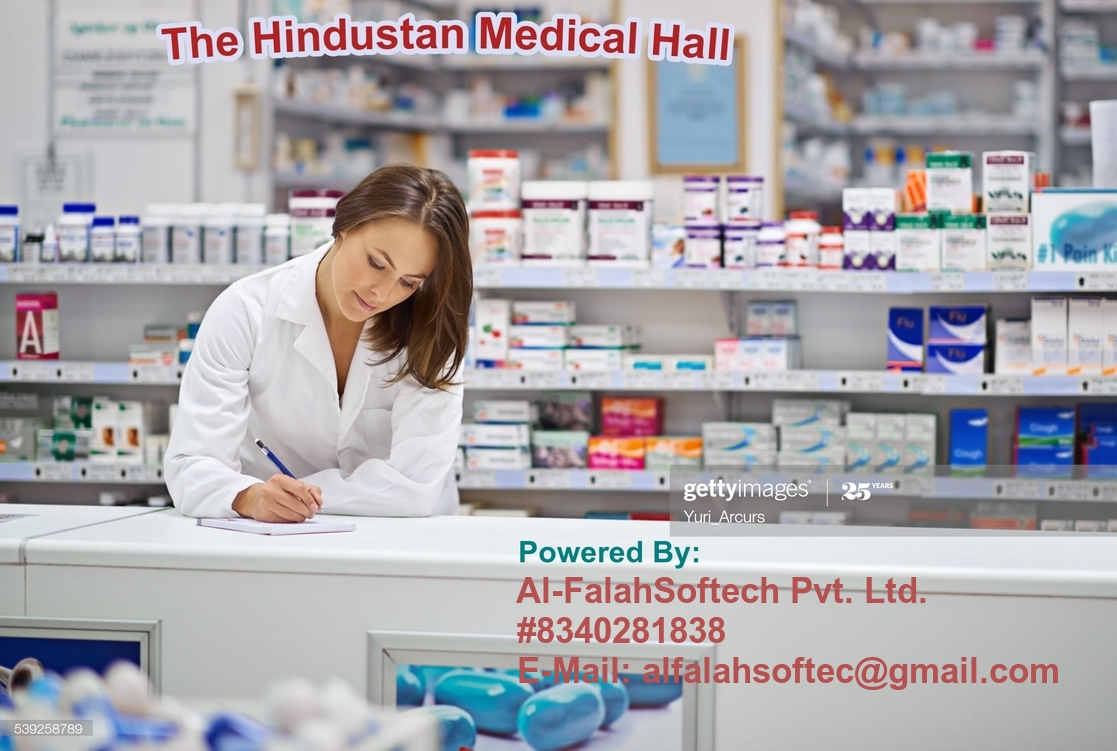 The Hindustan Medical Hall
#1 Pain
A
Flu
Flu
Flu
Cough
Cough
gettyimages | 25 YEARS
Yuri_Arcurs
Powered By:
Al-FalahSoftech Pvt. Ltd.
#8340281838
E-Mail: alfalahsoftec@gmail.com
539258789